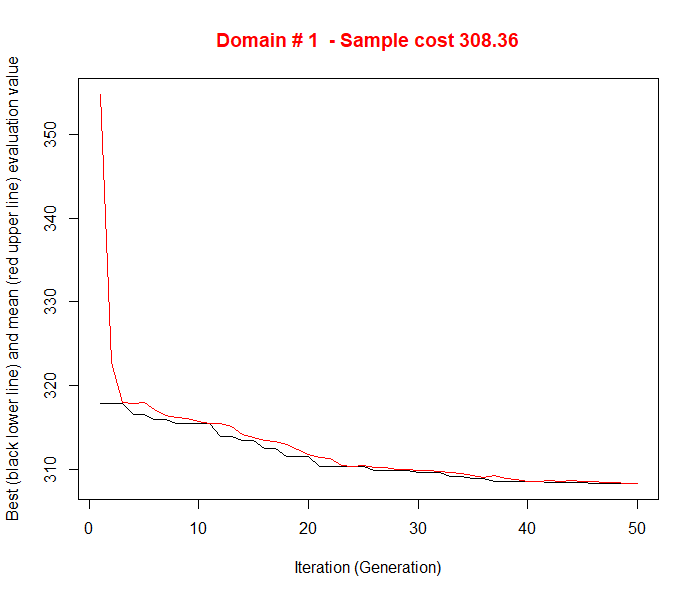 Domain # 1  - Sample cost 308.36
Best (black lower line) and mean (red upper line) evaluation value
350
340
330
320
310
0 10 20 30 40 50
Iteration (Generation)